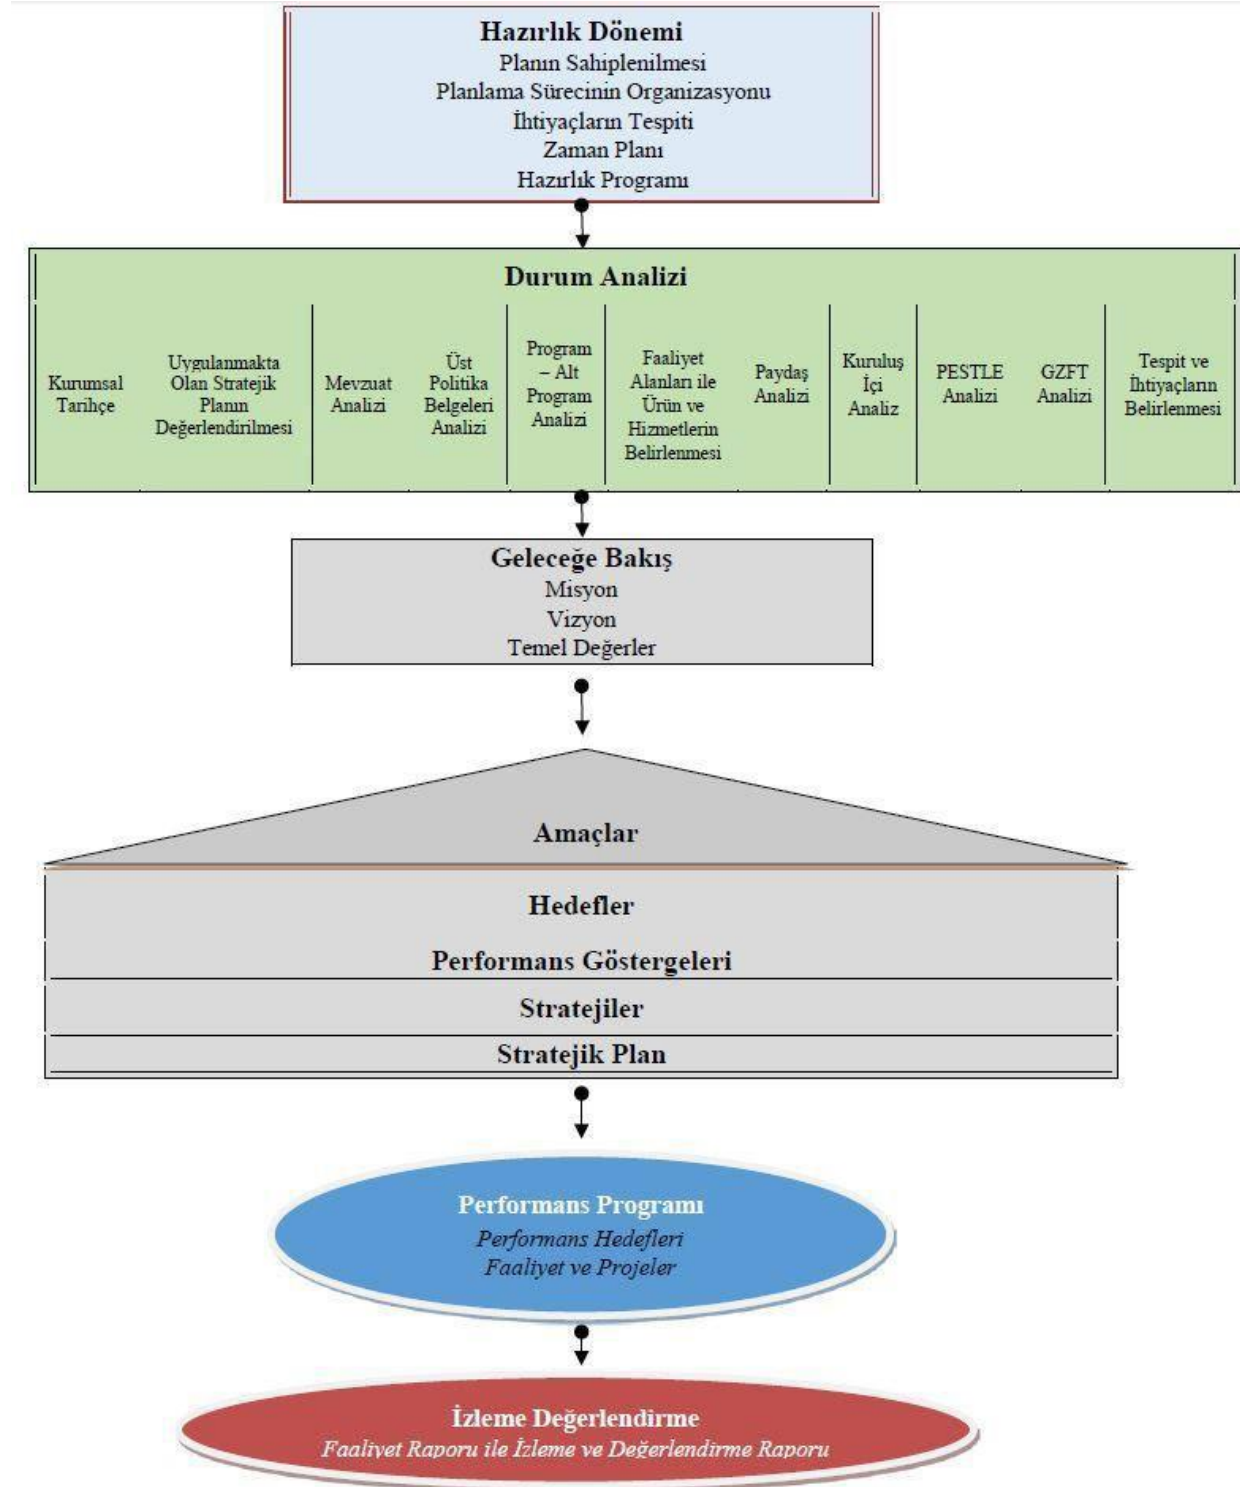 Hazırlık Dönemi
Planın Sahiplenilmesi
Planlama Sürecinin Organizasyonu
İhtiyaçların Tespiti
Zaman Planı
Hazırlık Programı
Durum Analizi
Kurumsal
Tarihçe
Uygulanmakta
Olan Stratejik
Planın
Değerlendirilmesi
Mevzuat
Analizi
Üst
Politika
Belgeleri
Analizi
Program
– Alt
Program
Analizi
Faaliyet
Alanları ile
Ürün ve
Hizmetlerin
Belirlenmesi
Paydaş
Analizi
Kuruluş
İçi
Analiz
PESTLE
Analizi
GZFT
Analizi
Tespit ve
İhtiyaçların
Belirlenmesi
Geleceğe Bakış
Misyon
Vizyon
Temel Değerler
Amaçlar
Hedefler
Performans Göstergeleri
Stratejiler
Stratejik Plan
Performans Programı
Performans Hedefleri
Faaliyet ve Projeler
İzleme Değerlendirme
Faaliyet Raporu ile İzleme ve Değerlendirme Raporu